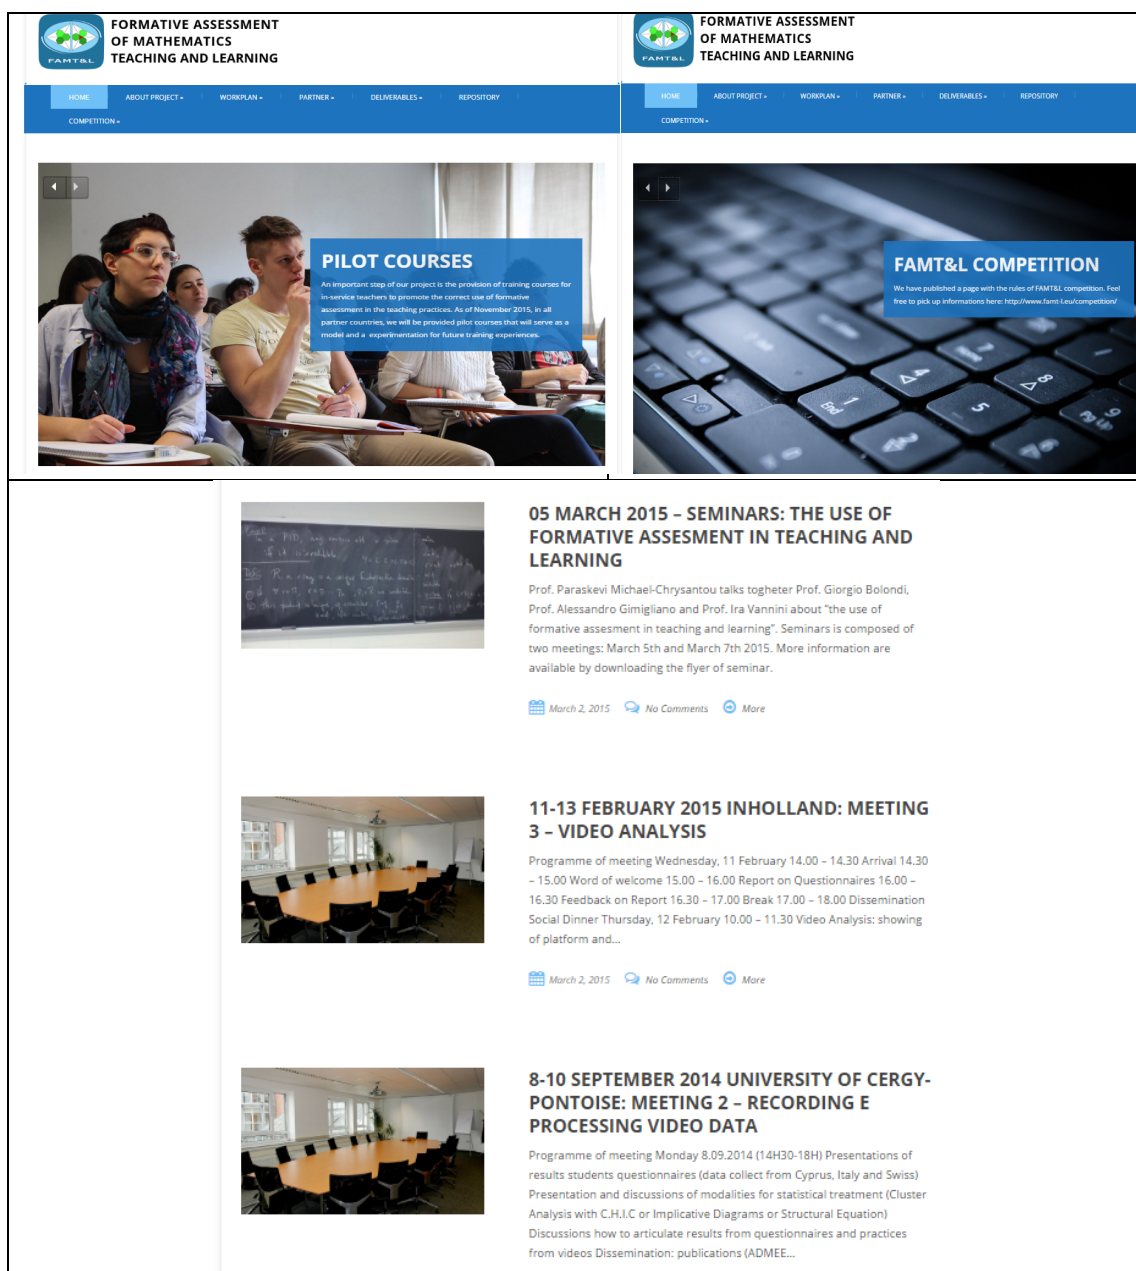 FORMATIVE ASSESSMENT
OF MATHEMATICS
TEACHING AND LEARNING
FAMT&L
HOME ABOUT PROJECT WORKPLAN PARTNER DELIVERABLES REPOSITORY
COMPETITION
PILOT COURSES
An important step of our project is the provision of training courses for
in-service teachers to promote the correct use of formative
assessment in the teaching practices. As of November 2015, in all
partner countries, we will be provided pilot courses that will serve as a
model and a experimentation for future training experiences.
FORMATIVE ASSESSMENT
OF MATHEMATICS
TEACHING AND LEARNING
FAMT&L
HOME ABOUT PROJECT WORKPLAN PARTNER DELIVERABLES REPOSITORY
COMPETITION
FAMT&L COMPETITION
We have published a page with the rules of FAMT&L competition. Feel
free to pick up informations here: http://www.famt-l.eu/competition/
1
End
4
7
Home
5
8
9
Pg Up
05 MARCH 2015 – SEMINARS: THE USE OF
FORMATIVE ASSESMENT IN TEACHING AND
LEARNING
Prof. Paraskevi Michael-Chrysantou talks togheter Prof. Giorgio Bolondi,
Prof. Alessandro Gimigliano and Prof. Ira Vannini about “the use of
formative assesment in teaching and learning”. Seminars is composed of
two meetings: March 5th and March 7th 2015. More information are
available by downloading the flyer of seminar.
March 2, 2015 No Comments More
11-13 FEBRUARY 2015 INHOLLAND: MEETING
3 – VIDEO ANALYSIS
Programme of meeting Wednesday, 11 February 14.00 – 14.30 Arrival 14.30
– 15.00 Word of welcome 15.00 – 16.00 Report on Questionnaires 16.00 –
16.30 Feedback on Report 16.30 – 17.00 Break 17.00 – 18.00 Dissemination
Social Dinner Thursday, 12 February 10.00 – 11.30 Video Analysis: showing
of platform and...
March 2, 2015 No Comments More
8-10 SEPTEMBER 2014 UNIVERSITY OF CERGY-
PONTOISE: MEETING 2 – RECORDING E
PROCESSING VIDEO DATA
Programme of meeting Monday 8.09.2014 (14H30-18H) Presentations of
results students questionnaires (data collect from Cyprus, Italy and Swiss)
Presentation and discussions of modalities for statistical treatment (Cluster
Analysis with C.H.I.C or Implicative Diagrams or Structural Equation)
Discussions how to articulate results from questionnaires and practices
from videos Dissemination: publications (ADMEE...